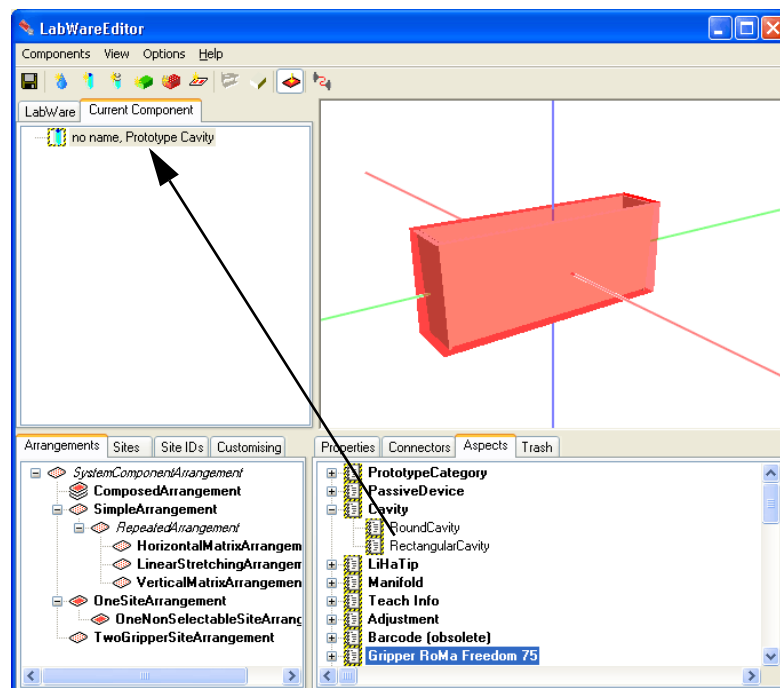 LabWareEditor
Components View Options Help
LabWare Current Component
no name, Prototype Cavity
Arrangements Sites Site IDs Customising
SystemComponentArrangement
ComposedArrangement
SimpleArrangement
RepeatedArrangement
HorizontalMatrixArrangem
LinearStretchingArrangem
VerticalMatrixArrangemen
OneSiteArrangement
OneNonSelectableSiteArrang
TwoGripperSiteArrangement
Properties Connectors Aspects Trash
PrototypeCategory
PassiveDevice
Cavity
RoundCavity
RectangularCavity
LiHaTip
Manifold
Teach Info
Adjustment
Barcode (obsolete)
Gripper RoMa Freedom 75